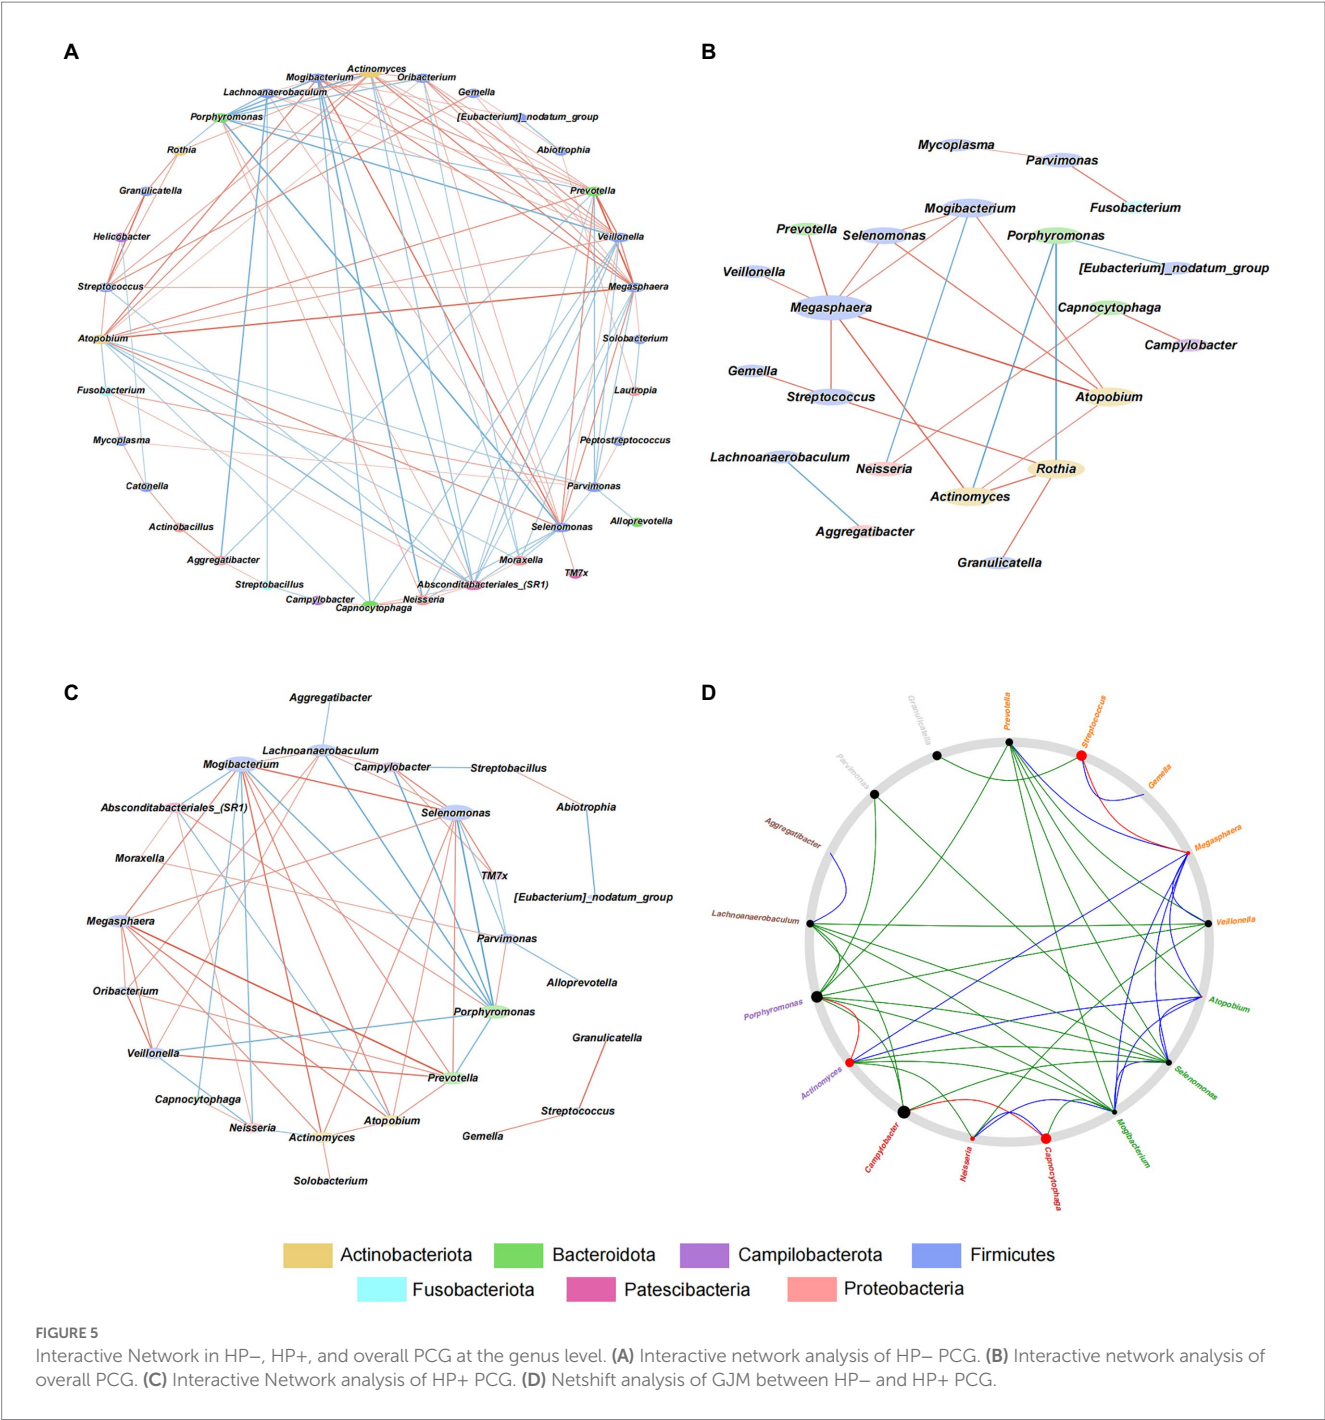 A
Mogibacterium
Actinomyces
Oribacterium
Lachnoanaerobaculum
Gemella
Porphyromonas
[Eubacterium]_nodatum_group
Rothia
Abiotrophia
Granulicatella
Prevotella
Helicobacter
Veillonella
Streptococcus
Megasphaera
Atopobium
Solobacterium
Fusobacterium
Lautropia
Mycoplasma
Peptostreptococcus
Catonella
Parvimonas
Actinobacillus
Selenomonas
Alloprevotella
Aggregatibacter
Moraxella
TM7x
Streptobacillus
Absconditabacteriales_(SR1)
Campylobacter
Capnocytophaga
Neisseria
B
Mycoplasma
Parvimonas
Mogibacterium
Fusobacterium
Prevotella
Selenomonas
Porphyromonas
Veillonella
[Eubacterium]_nodatum_group
Megasphaera
Capnocytophaga
Campylobacter
Gemella
Streptococcus
Atopobium
Lachnoanaerobaculum
Neisseria
Rothia
Actinomyces
Aggregatibacter
Granulicatella
C
Aggregatibacter
Lachnoanaerobaculum
Mogibacterium
Campylobacter
Streptobacillus
Absconditabacteriales_(SR1)
Selenomonas
Abiotrophia
Moraxella
TM7x
[Eubacterium]_nodatum_group
Megasphaera
Parvimonas
Oribacterium
Alloprevotella
Porphyromonas
Veillonella
Granulicatella
Prevotella
Capnocytophaga
Streptococcus
Neisseria
Atopobium
Actinomyces
Gemella
Solobacterium
D
Granulicatella
Prevotella
Streptococcus
Parvimonas
Gemella
Aggregatibacter
Megasphaera
Lachnoanaerobaculum
Veillonella
Porphyromonas
Atopobium
Actinomyces
Selenomonas
Campylobacter
Neisseria
Capnocytophaga
Mogibacterium
Actinobacteriota
Bacteroidota
Campilobacterota
Firmicutes
Fusobacteriota
Patescibacteria
Proteobacteria
FIGURE 5
Interactive Network in HP−, HP+, and overall PCG at the genus level. (A) Interactive network analysis of HP− PCG. (B) Interactive network analysis of
overall PCG. (C) Interactive Network analysis of HP+ PCG. (D) Netshift analysis of GJM between HP− and HP+ PCG.